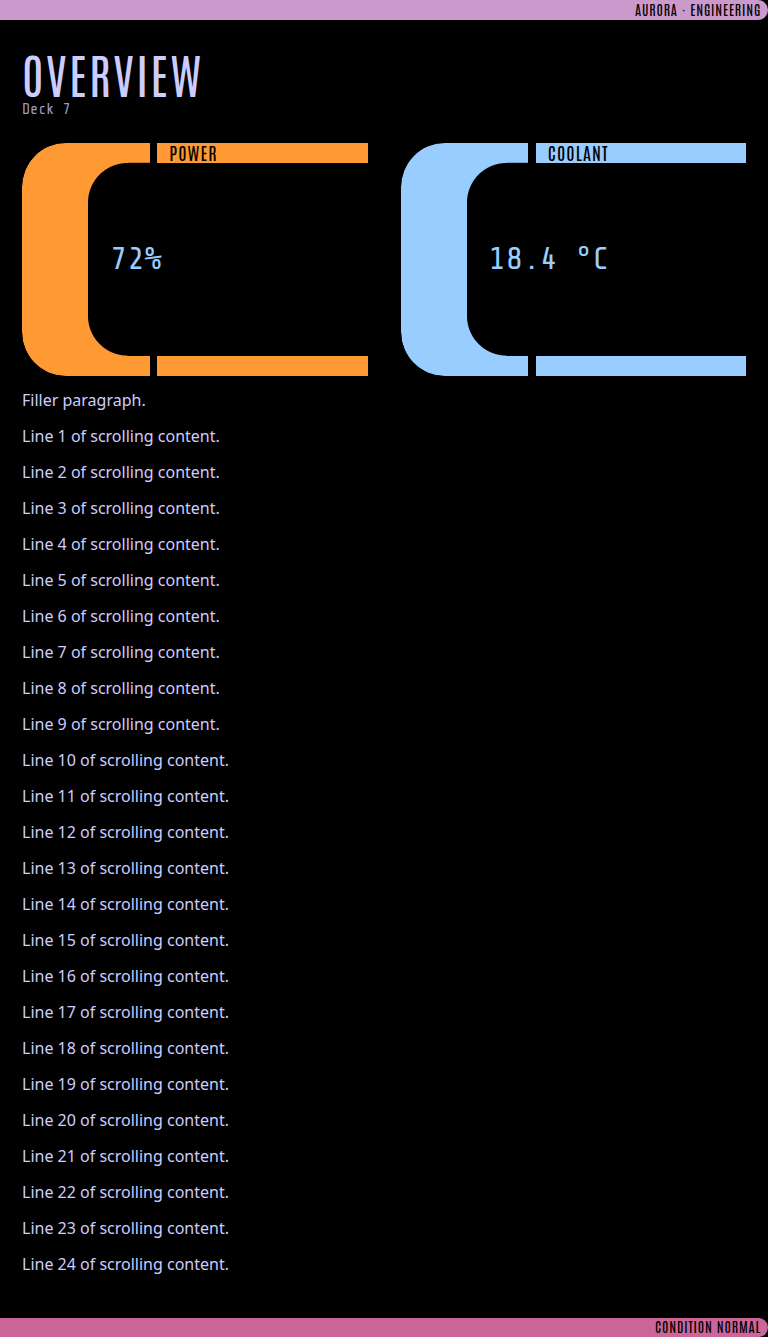 AURORA · ENGINEERING
OVERVIEW
Deck 7
POWER
COOLANT
72%
18.4 °C
Filler paragraph.
Line 1 of scrolling content.
Line 2 of scrolling content.
Line 3 of scrolling content.
Line 4 of scrolling content.
Line 5 of scrolling content.
Line 6 of scrolling content.
Line 7 of scrolling content.
Line 8 of scrolling content.
Line 9 of scrolling content.
Line 10 of scrolling content.
Line 11 of scrolling content.
Line 12 of scrolling content.
Line 13 of scrolling content.
Line 14 of scrolling content.
Line 15 of scrolling content.
Line 16 of scrolling content.
Line 17 of scrolling content.
Line 18 of scrolling content.
Line 19 of scrolling content.
Line 20 of scrolling content.
Line 21 of scrolling content.
Line 22 of scrolling content.
Line 23 of scrolling content.
Line 24 of scrolling content.
CONDITION NORMAL